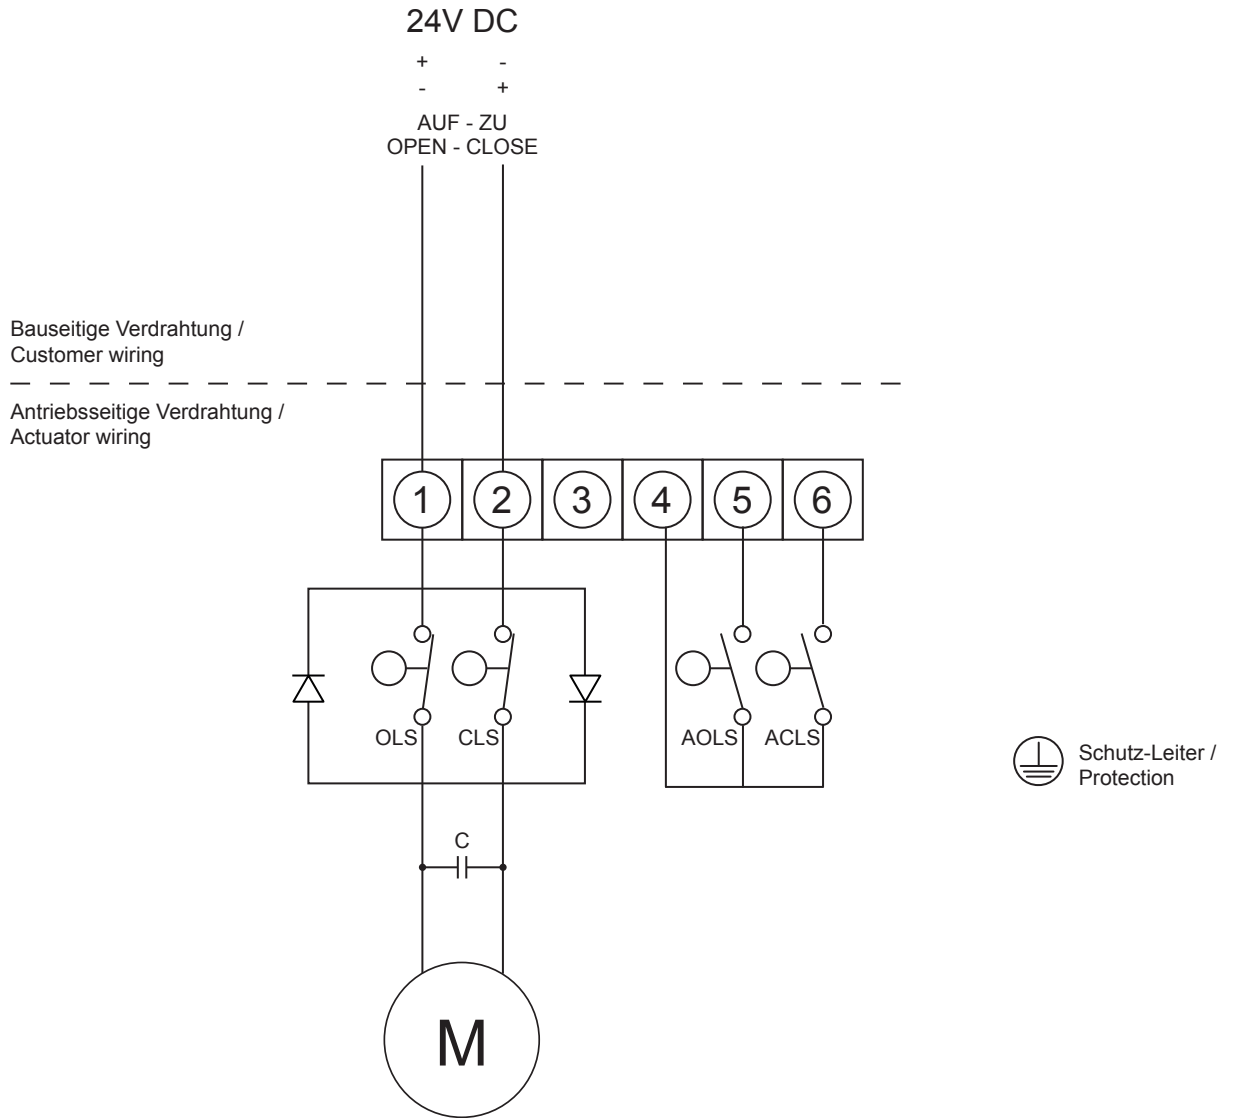 24V DC
+ -
- +
AUF - ZU
OPEN - CLOSE
Bauseitige Verdrahtung /
Customer wiring
Antriebsseitige Verdrahtung /
Actuator wiring
1 2 3 4 5 6
OLS CLS AOLS ACLS
Schutz-Leiter /
Protection
C
M